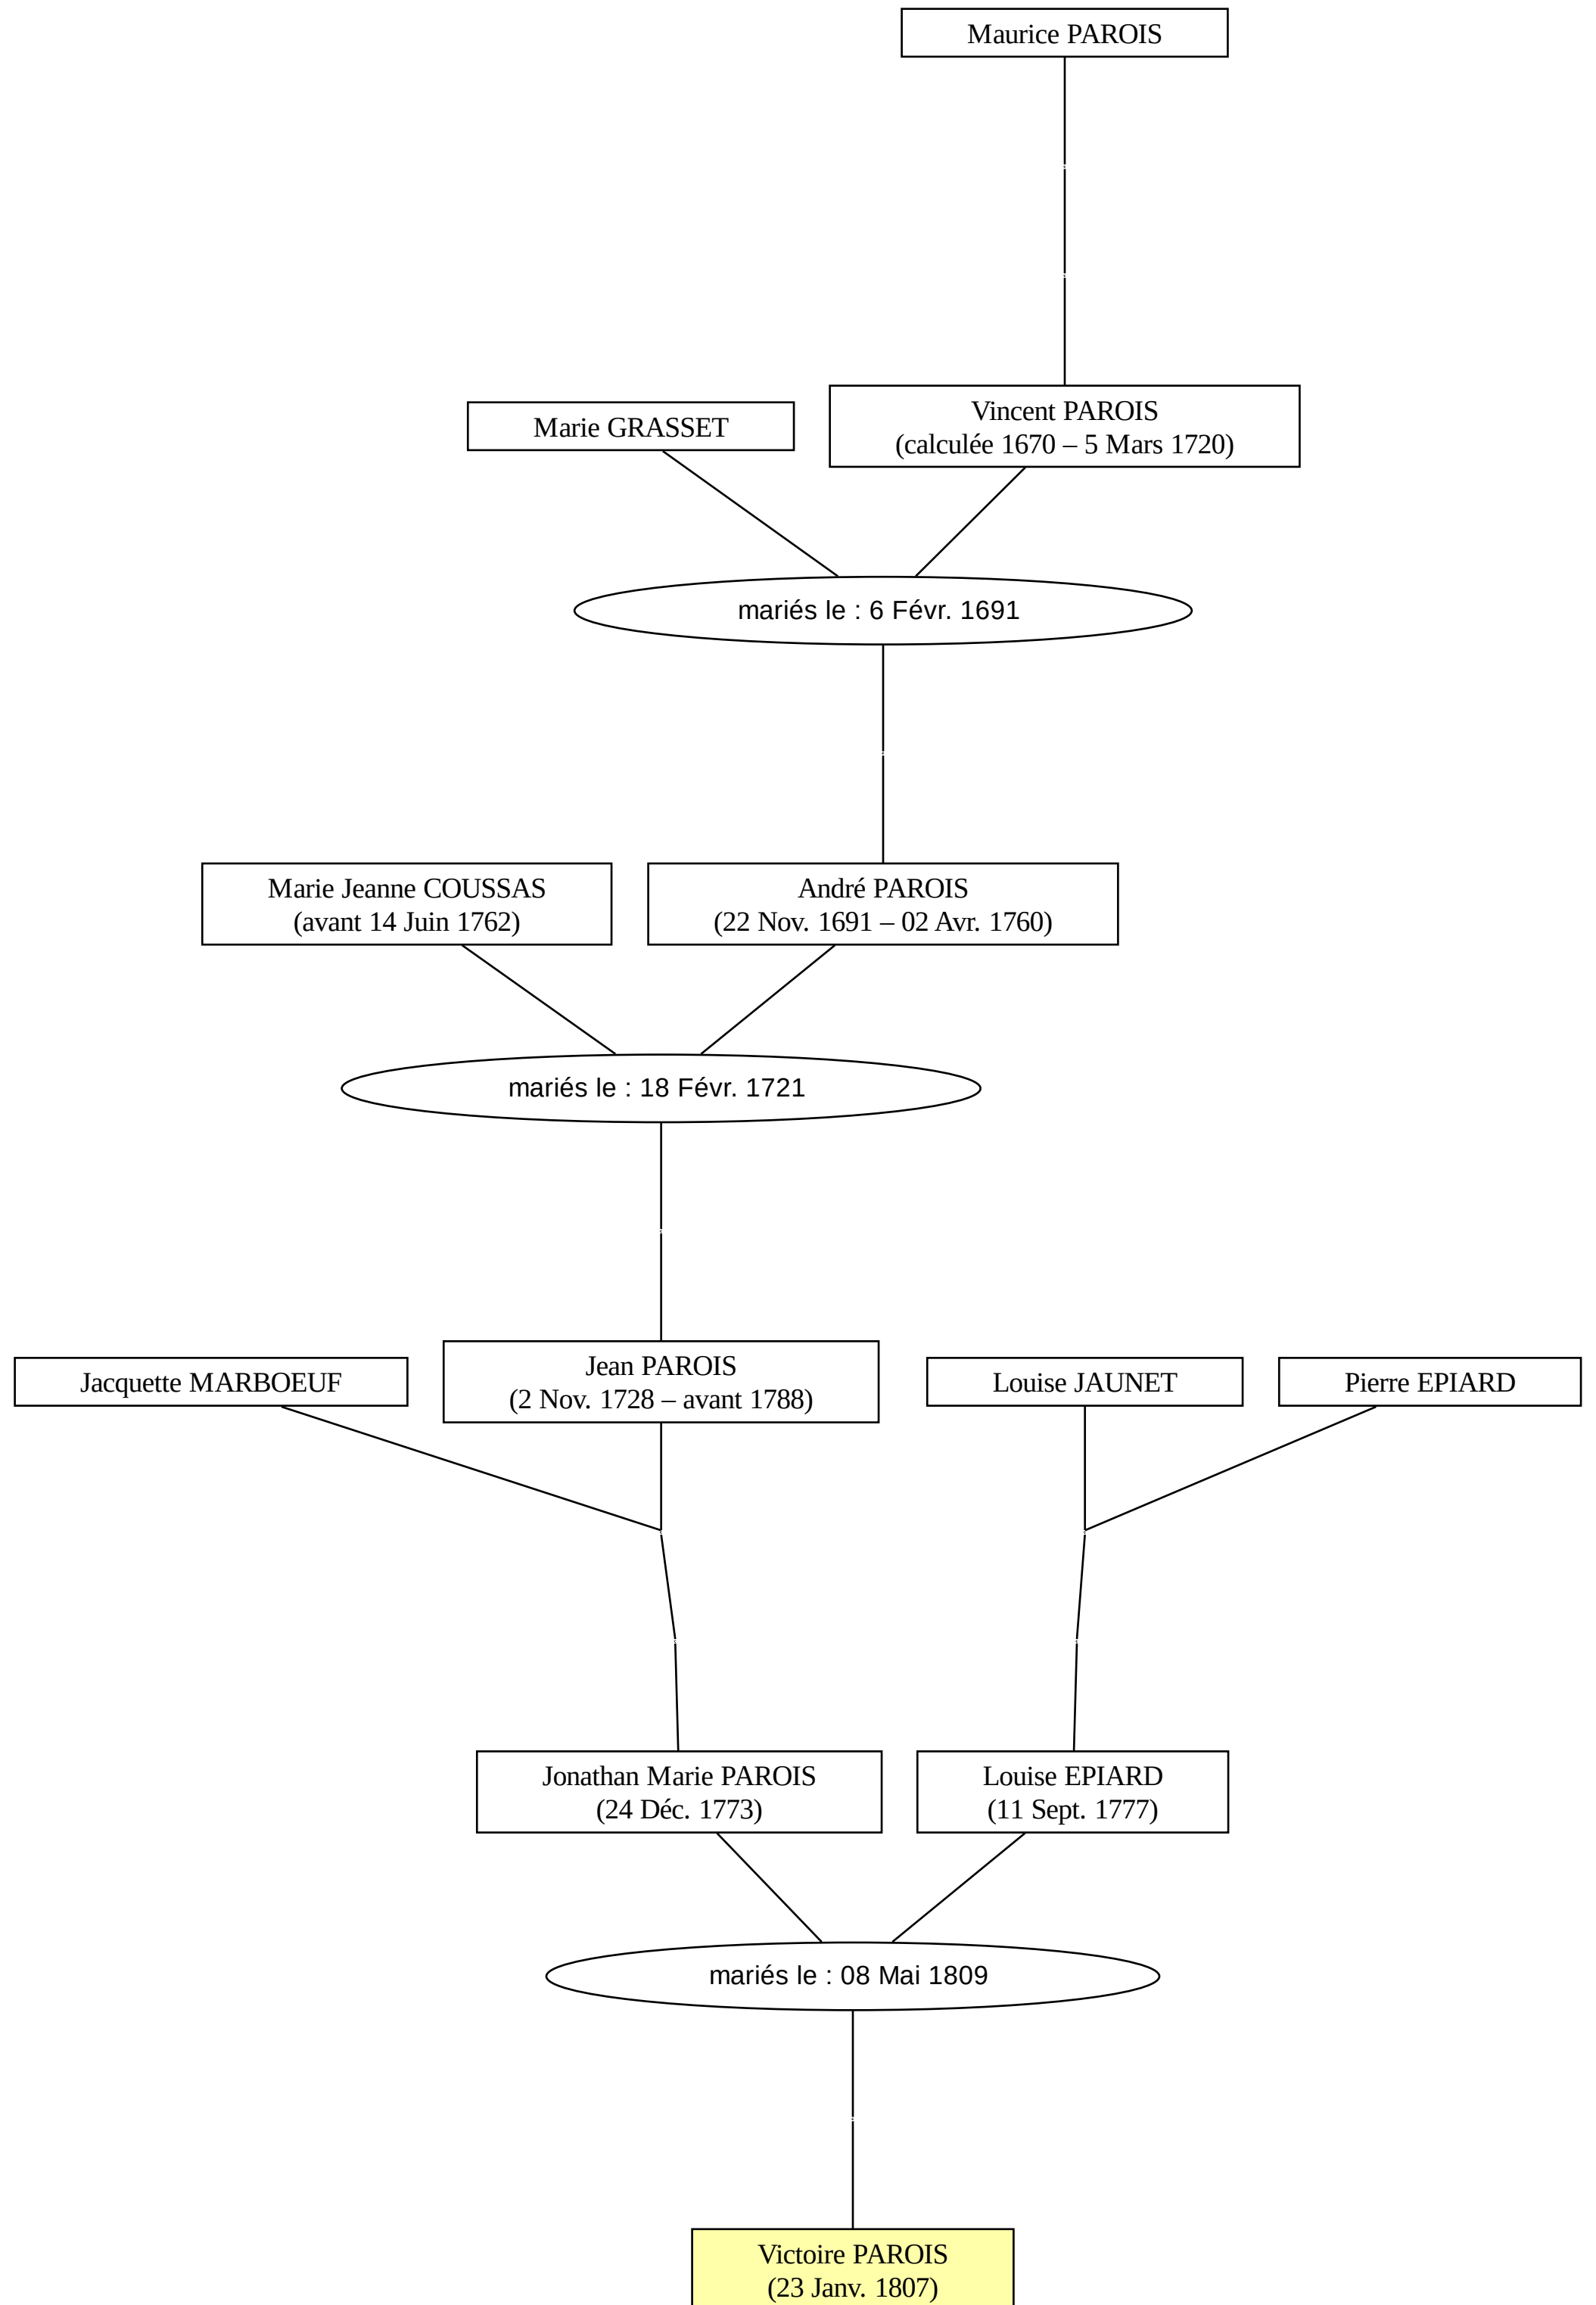 Maurice PAROIS
Marie GRASSET
Vincent PAROIS
(calculée 1670 – 5 Mars 1720)
mariés le : 6 Févr. 1691
Marie Jeanne COUSSAS
(avant 14 Juin 1762)
André PAROIS
(22 Nov. 1691 – 02 Avr. 1760)
mariés le : 18 Févr. 1721
Jacquette MARBOEUF
Jean PAROIS
(2 Nov. 1728 – avant 1788)
Louise JAUNET
Pierre EPIARD
Jonathan Marie PAROIS
(24 Déc. 1773)
Louise EPIARD
(11 Sept. 1777)
mariés le : 08 Mai 1809
Victoire PAROIS
(23 Janv. 1807)